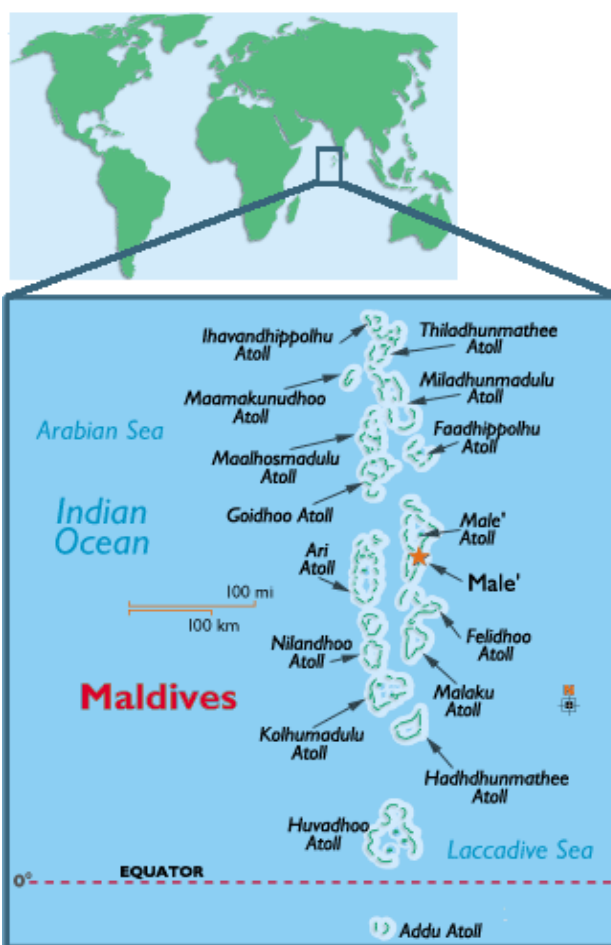 Ihavandhippolhu
Atoll
Thiladhunmathee
Atoll
Maamakunudhoo
Atoll
Miladhunmadulu
Atoll
Arabian Sea
Faadhippolhu
Atoll
Maalhosmadulu
Atoll
Goidhoo Atoll
Indian
Ocean
Male'
Atoll
Ari
Atoll
Male'
100 mi
100 km
Felidhoo
Atoll
Nilandhoo
Atoll
Maldives
Malaku
Atoll
Kolhumadulu
Atoll
Hadhdhunmathee
Atoll
Huvadhoo
Atoll
Laccadive Sea
EQUATOR
0°
Addu Atoll